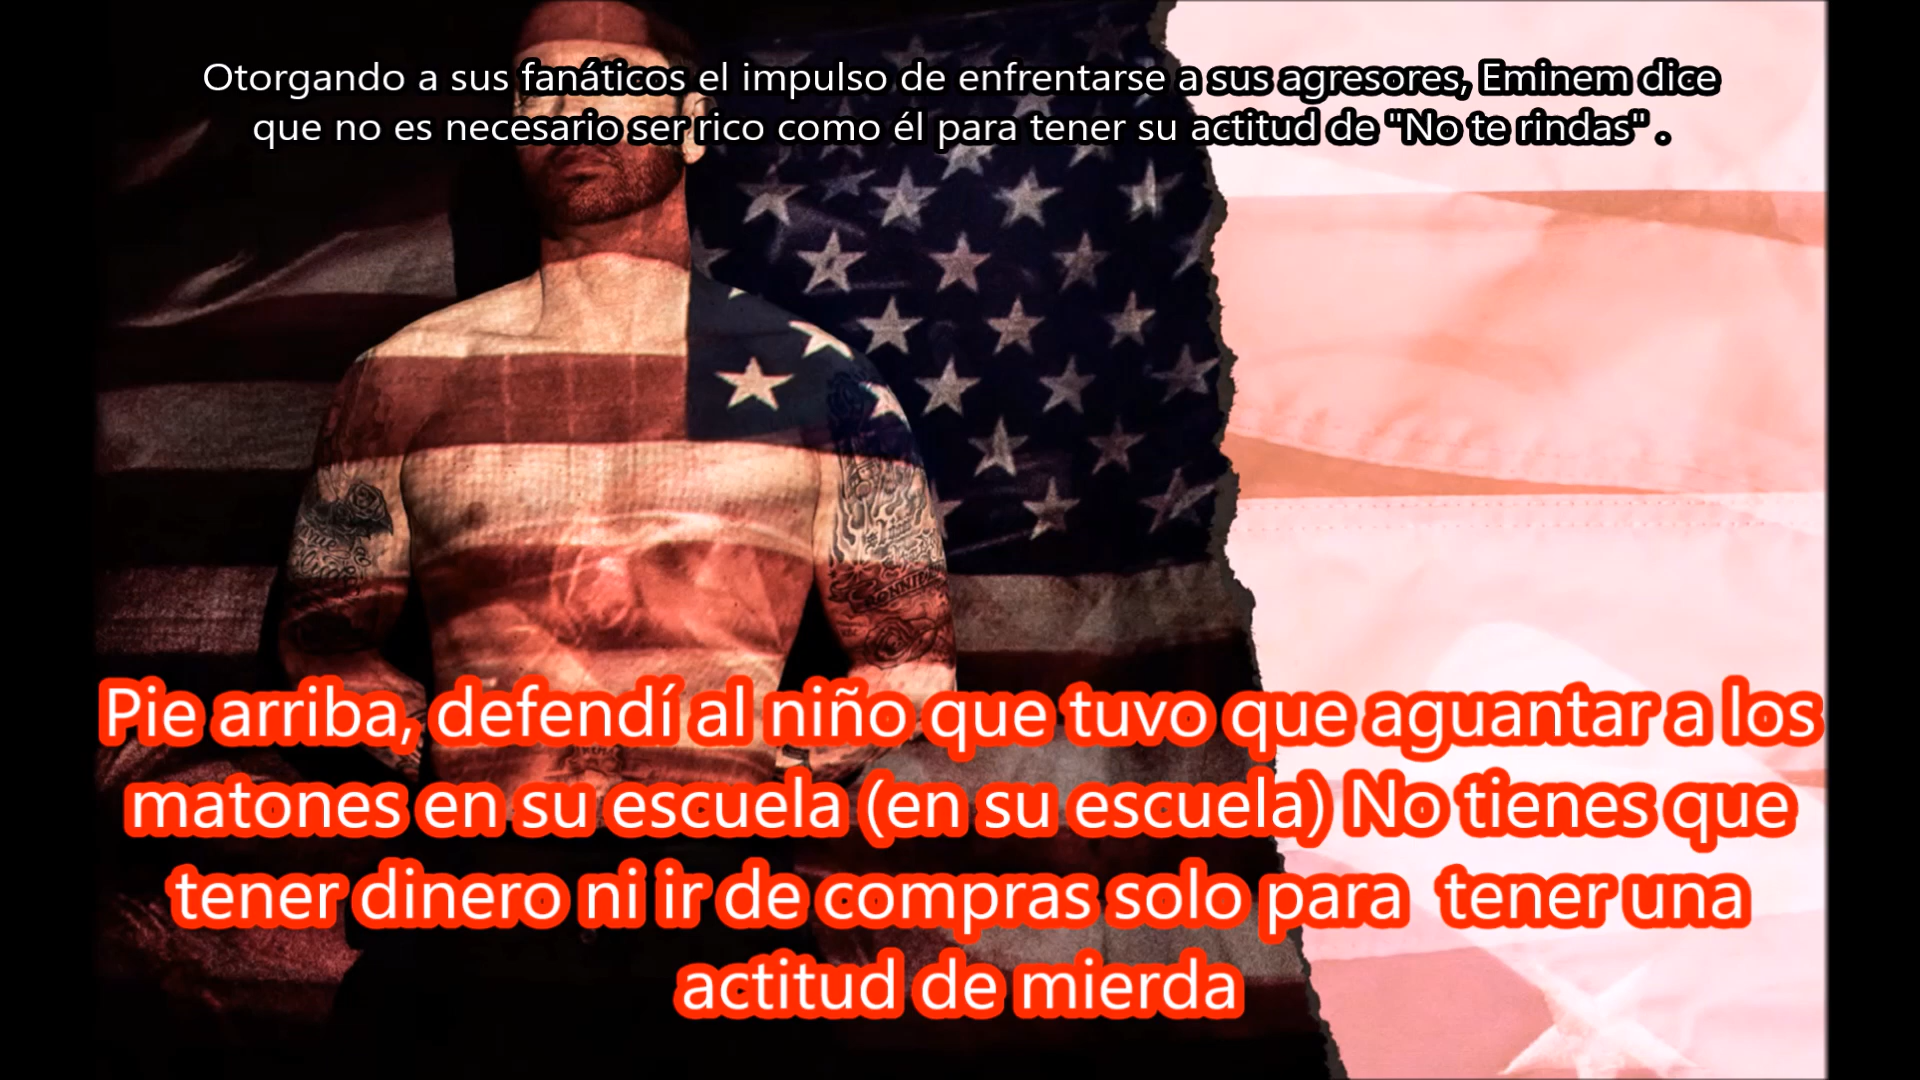 Otorgando a sus fanáticos el impulso de enfrentarse a sus agresores, Eminem dice
que no es necesario ser rico como él para tener su actitud de "No te rindas" .
Pie arriba, defendí al niño que tuvo que aguantar a los
matones en su escuela (en su escuela) No tienes que
tener dinero ni ir de compras solo para  tener una
actitud de mierda